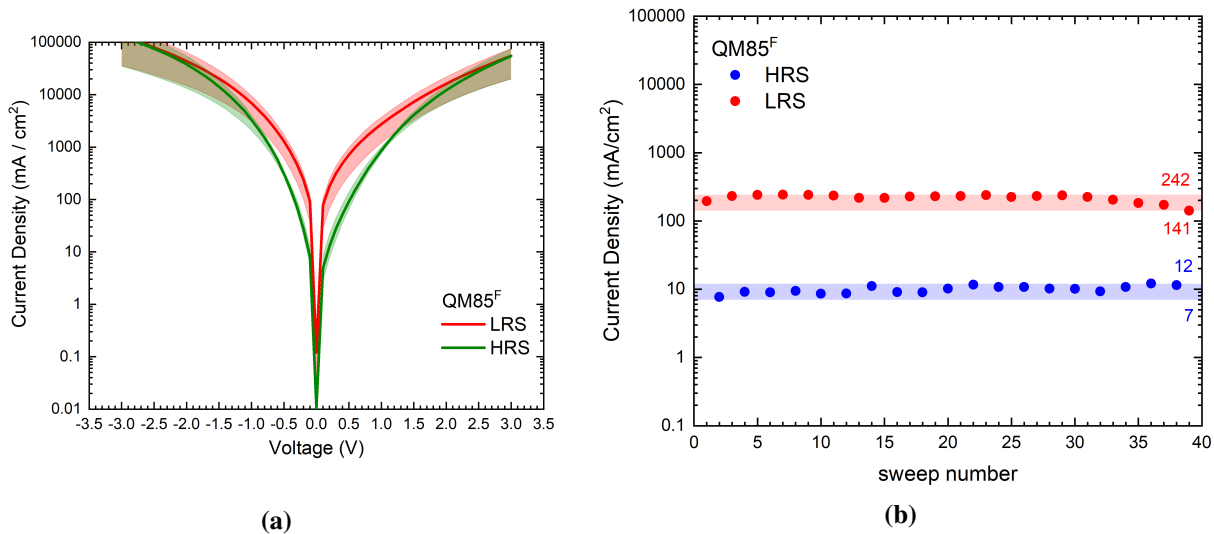 100000
10000
1000
100
10
1
0.1
0.01
Current Density (mA / cm²)
QM85ᶠ
LRS
HRS
-3.5 -3.0 -2.5 -2.0 -1.5 -1.0 -0.5 0.0 0.5 1.0 1.5 2.0 2.5 3.0 3.5
Voltage (V)
(a)
100000
10000
1000
100
10
1
0.1
Current Density (mA/cm²)
QM85ᶠ
HRS
LRS
242
141
12
7
0 5 10 15 20 25 30 35 40
sweep number
(b)